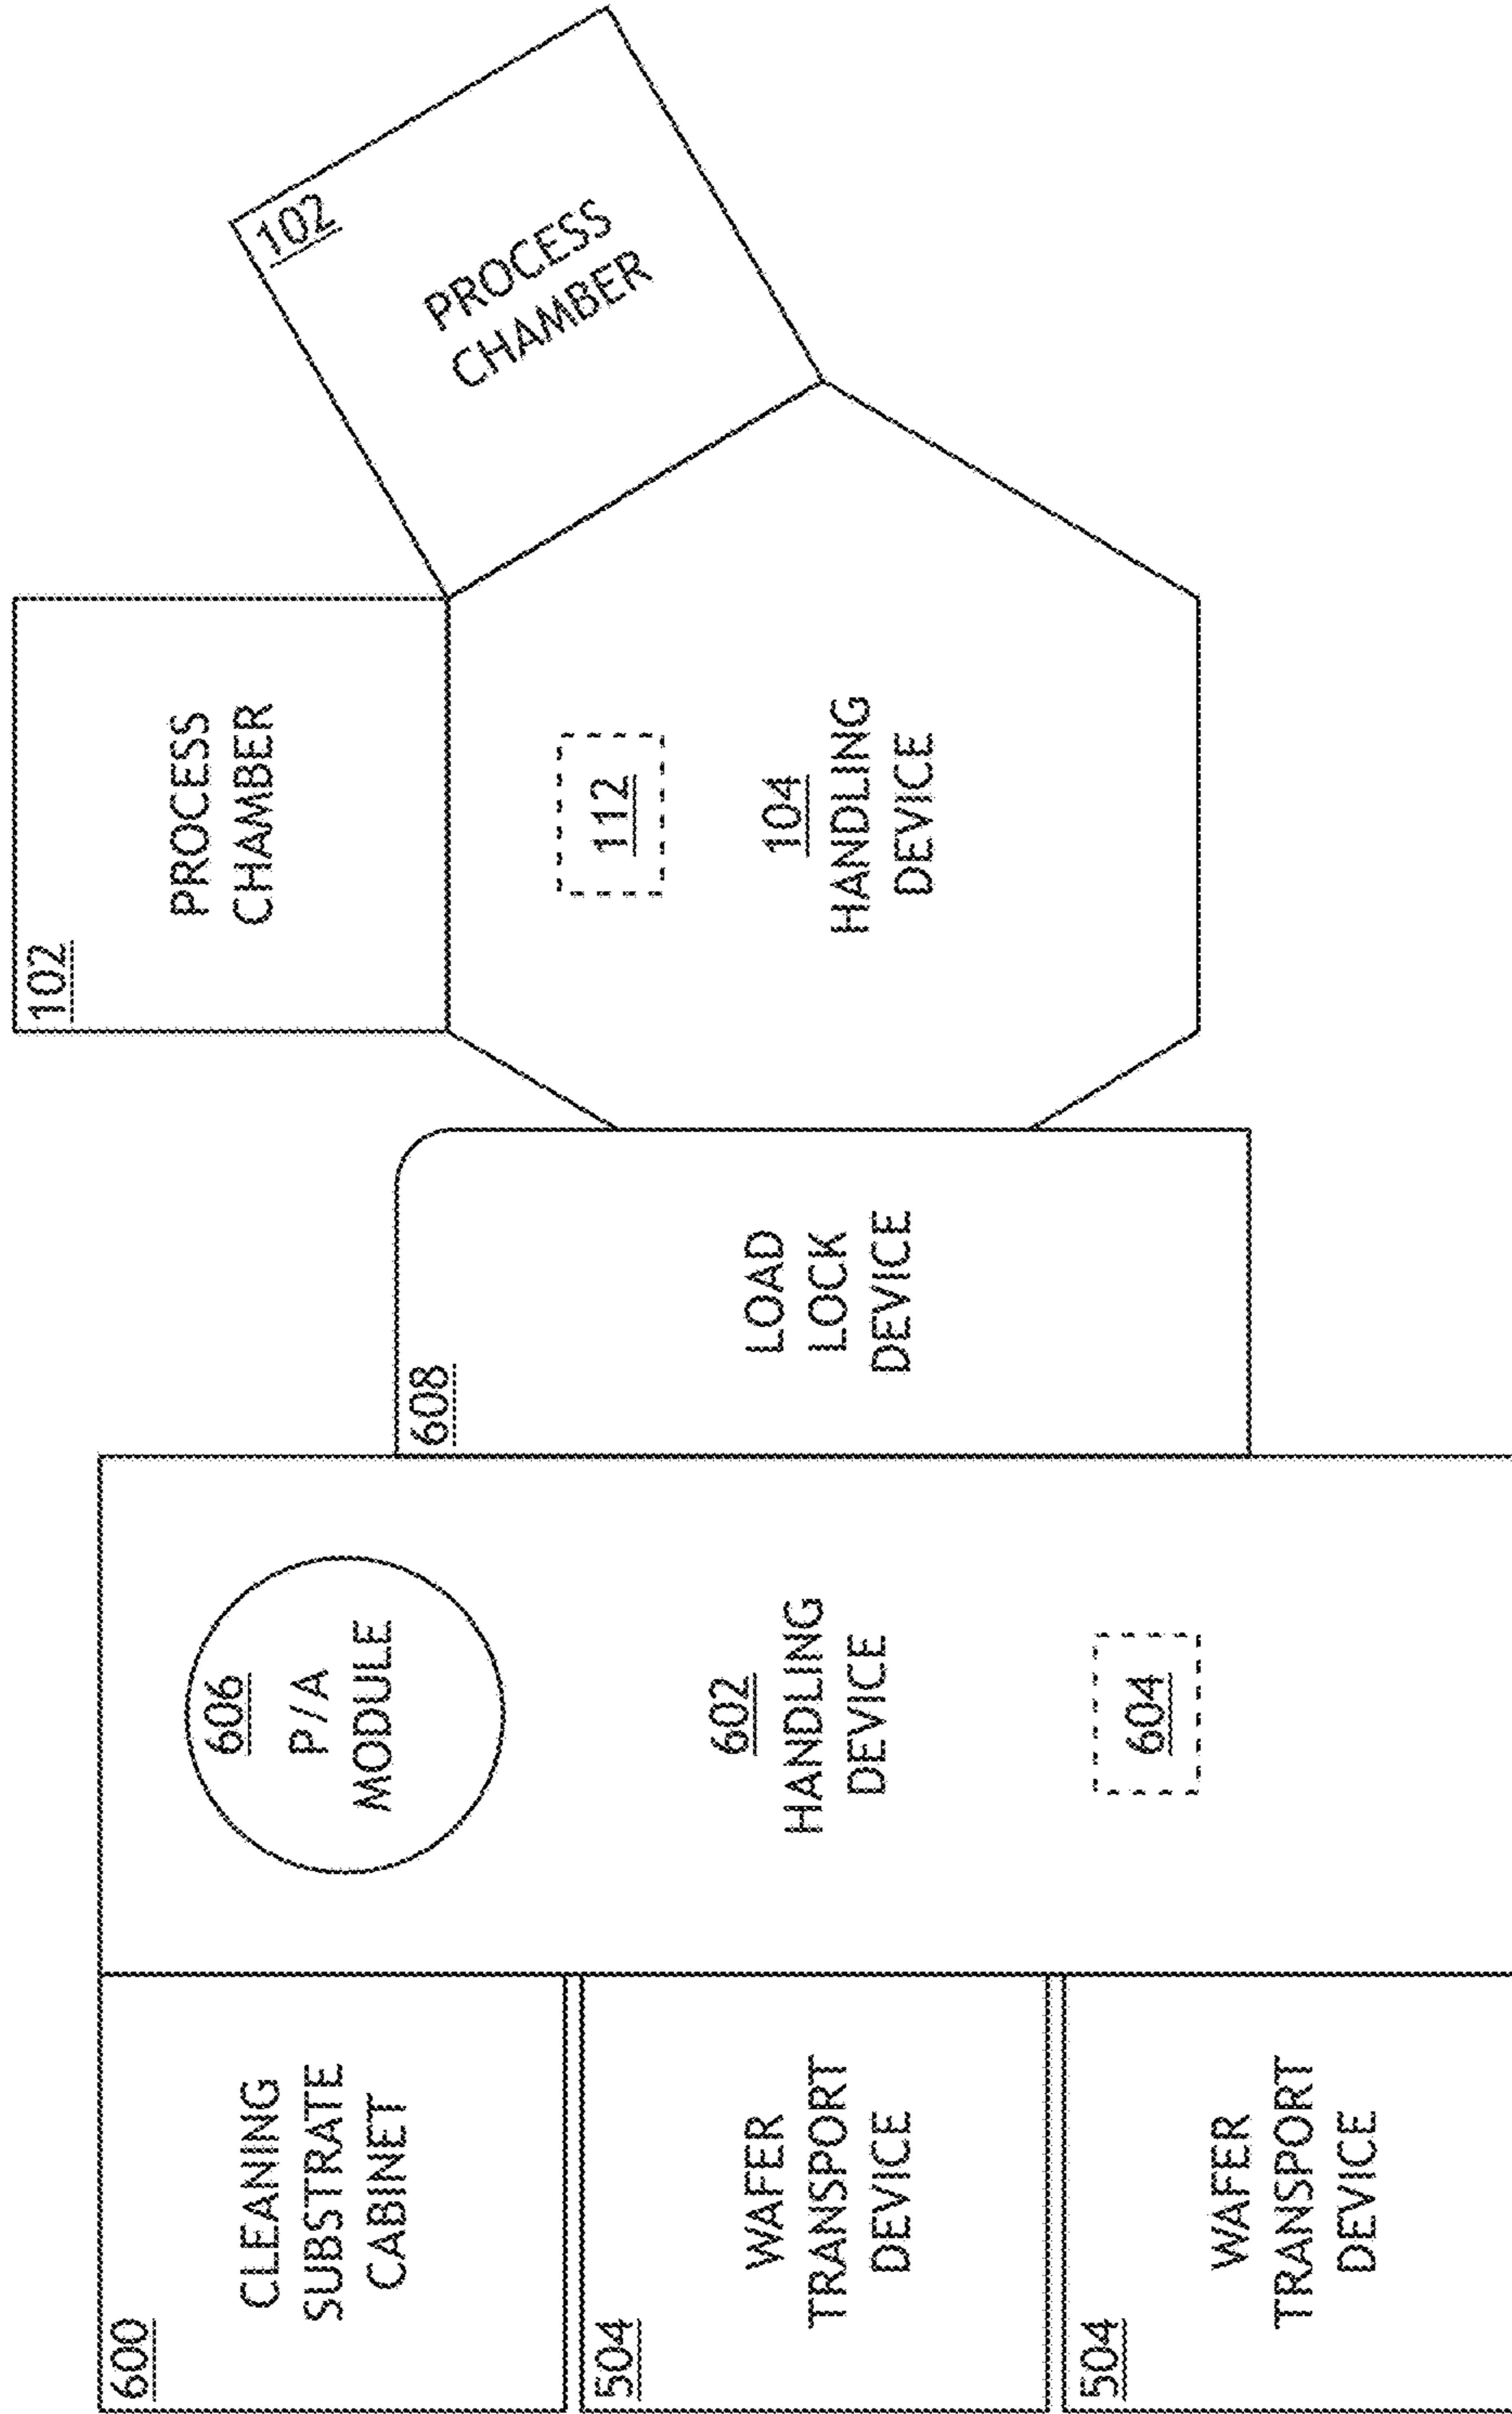 600
CLEANING
SUBSTRATE
CABINET
504
WAFER
TRANSPORT
DEVICE
504
WAFER
TRANSPORT
DEVICE
606
P/A
MODULE
602
HANDLING
DEVICE
604
608
LOAD
LOCK
DEVICE
102
PROCESS
CHAMBER
112
104
HANDLING
DEVICE
102
PROCESS
CHAMBER